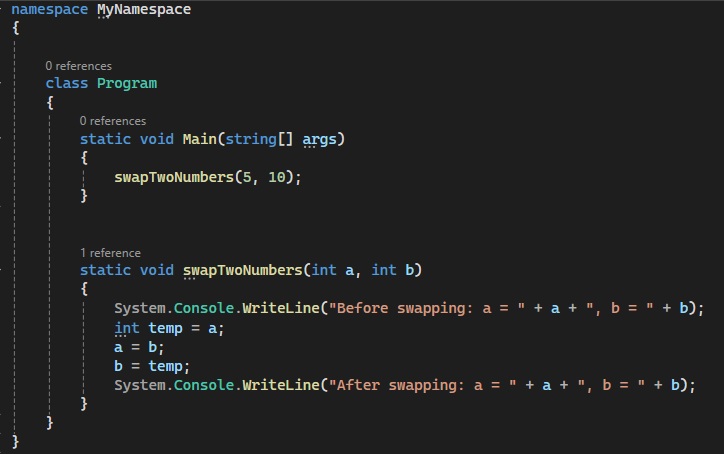 namespace MyNamespace
{
0 references
class Program
{
0 references
static void Main(string[] args)
{
swapTwoNumbers(5, 10);
}
1 reference
static void swapTwoNumbers(int a, int b)
{
System.Console.WriteLine("Before swapping: a = " + a + ", b = " + b);
int temp = a;
a = b;
b = temp;
System.Console.WriteLine("After swapping: a = " + a + ", b = " + b);
}
}
}